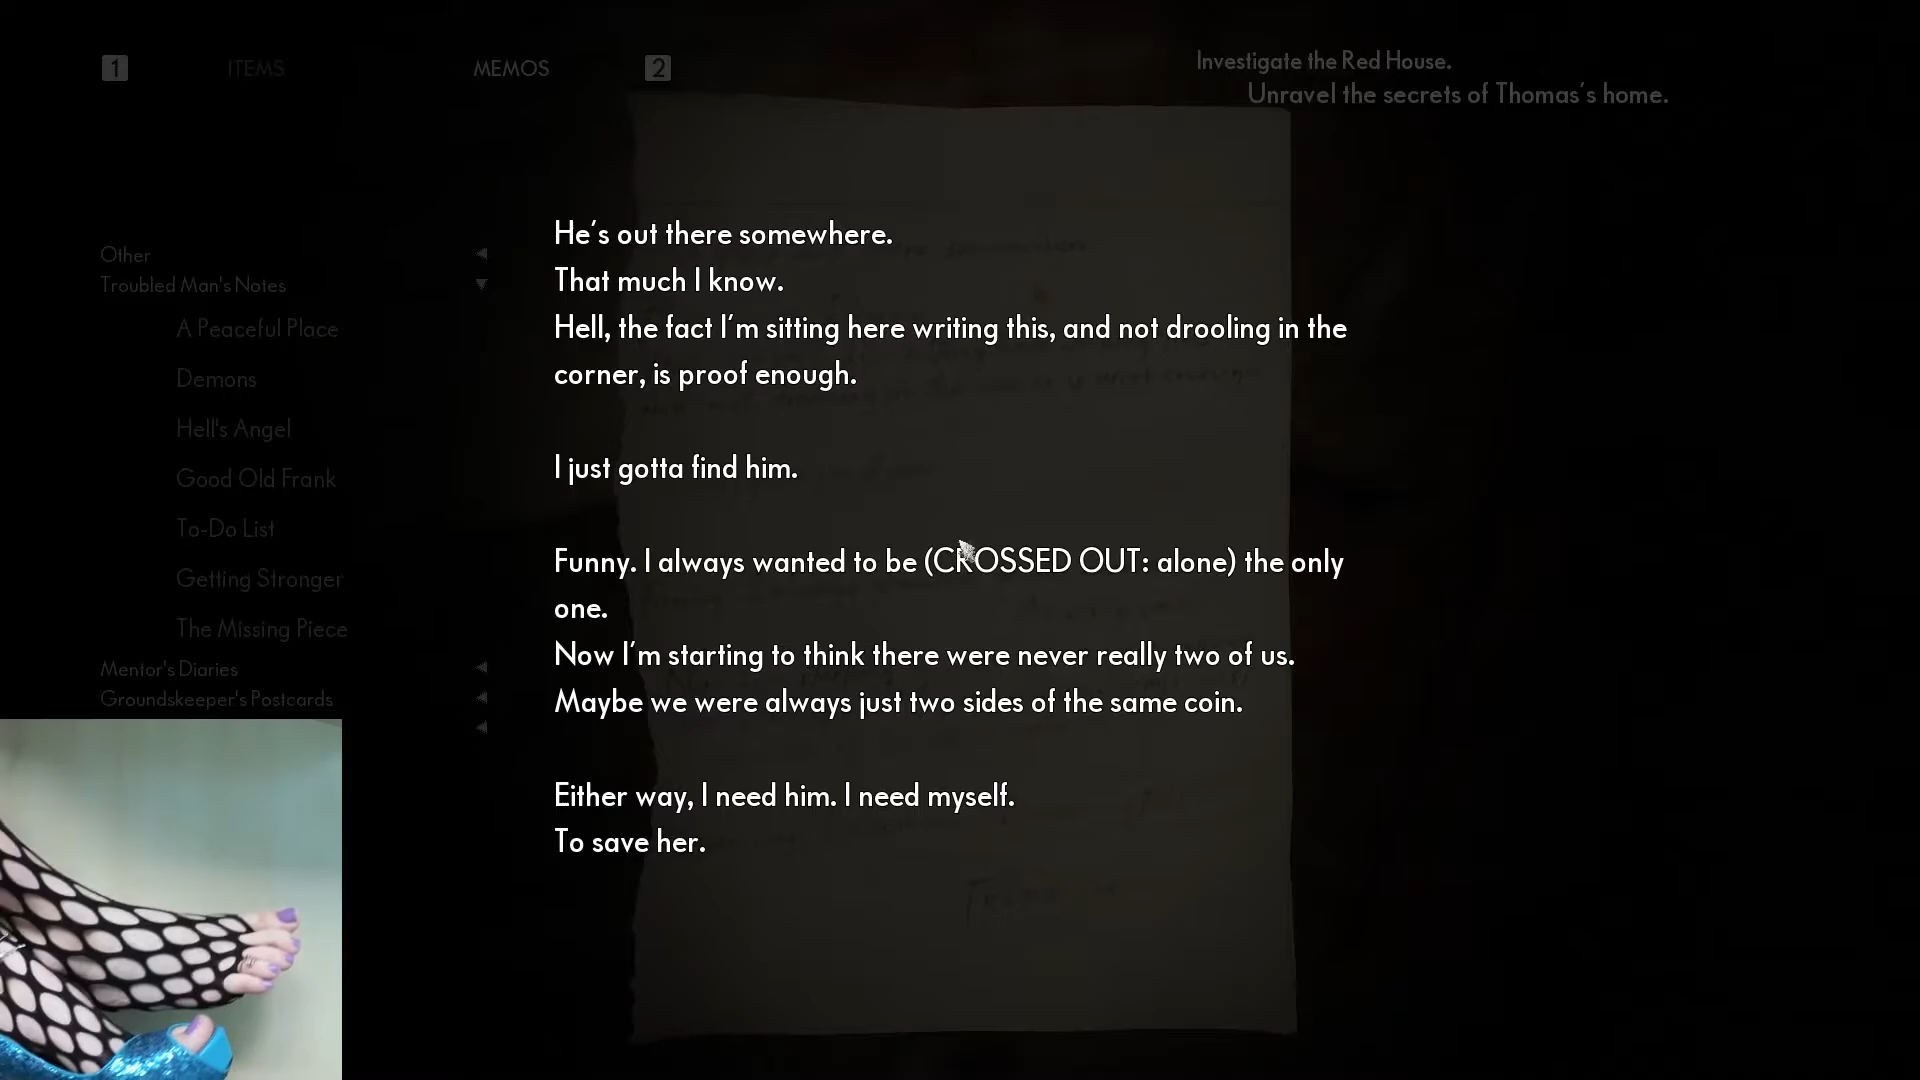 1 ITEMS MEMOS 2
Investigate the Red House.
Unravel the secrets of Thomas's home.
Other
Troubled Man's Notes
A Peaceful Place
Demons
Hell's Angel
Good Old Frank
To-Do List
Getting Stronger
The Missing Piece
Mentor's Diaries
Groundskeeper's Postcards
He's out there somewhere.
That much I know.
Hell, the fact I'm sitting here writing this, and not drooling in the
corner, is proof enough.
I just gotta find him.
Funny. I always wanted to be (CROSSED OUT: alone) the only
one.
Now I'm starting to think there were never really two of us.
Maybe we were always just two sides of the same coin.
Either way, I need him. I need myself.
To save her.